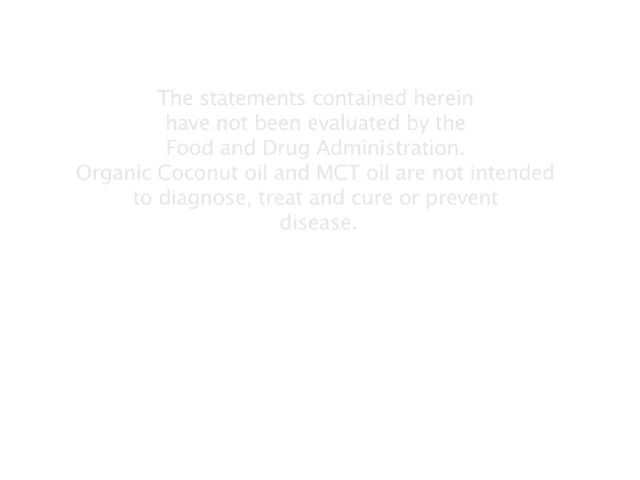 The statements contained herein
have not been evaluated by the
Food and Drug Administration.
Organic Coconut oil and MCT oil are not intended
to diagnose, treat and cure or prevent
disease.